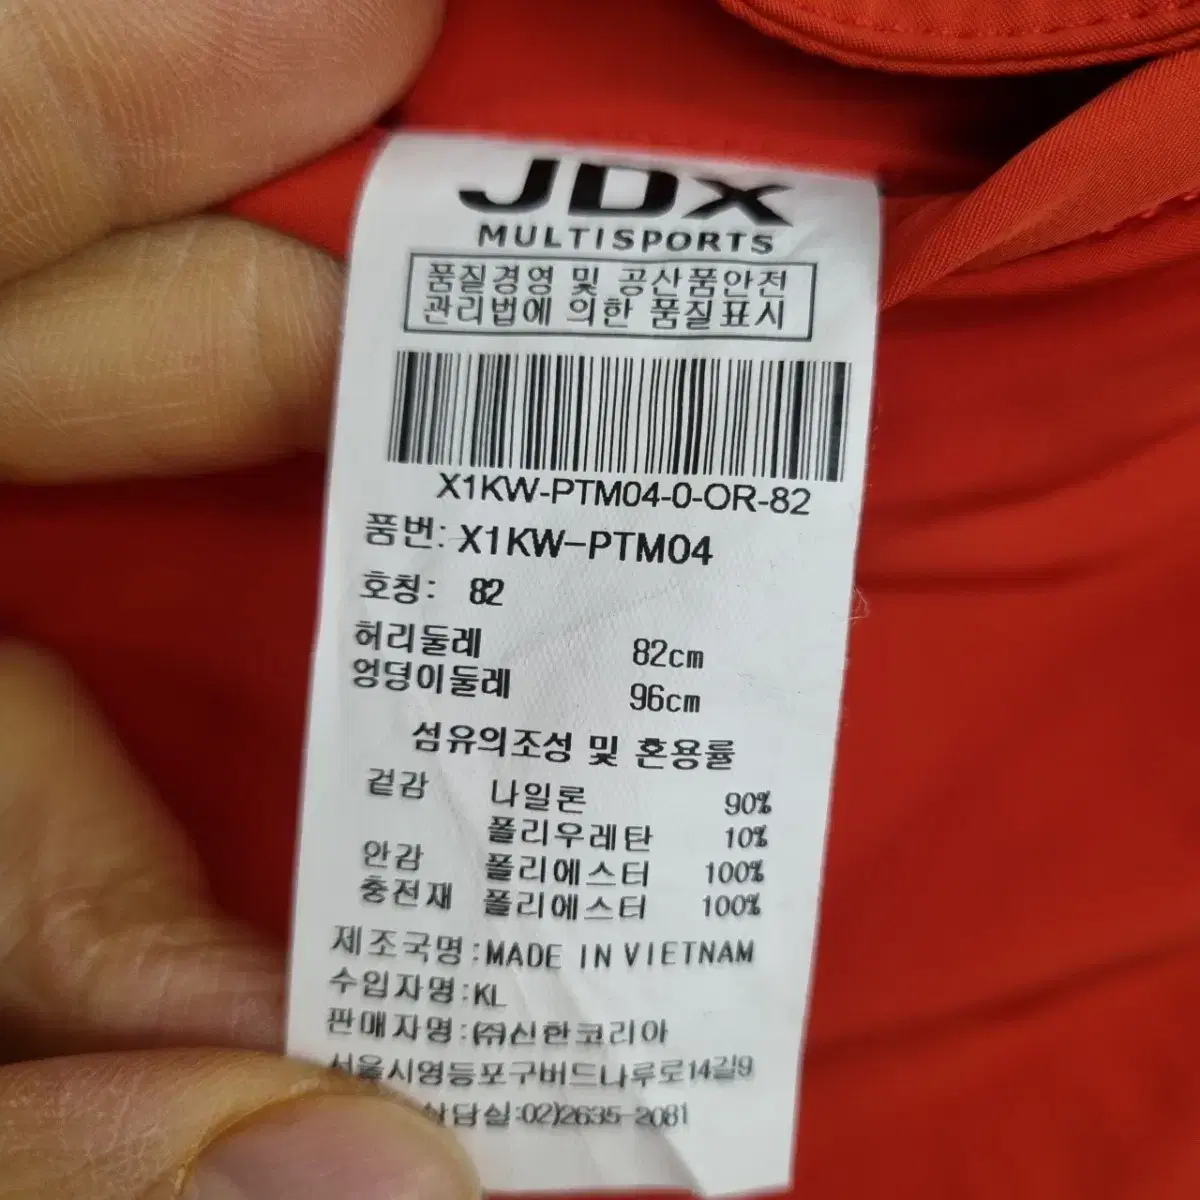 JDX
MULTISPORTS
품질경영 및 공산품안전
관리법에 의한 품질표시
X1KW-PTM04-0-OR-82
품번: X1KW-PTM04
호칭: 82
허리둘레 82cm
엉덩이둘레 96cm
섬유의조성 및 혼용률
겉감 나일론 90%
폴리우레탄 10%
안감 폴리에스터 100%
충전재 폴리에스터 100%
제조국명:MADE IN VIETNAM
수입자명:KL
판매자명:(주)신한코리아
서울시영등포구버드나루로14길9
상담실:02)2635-2081